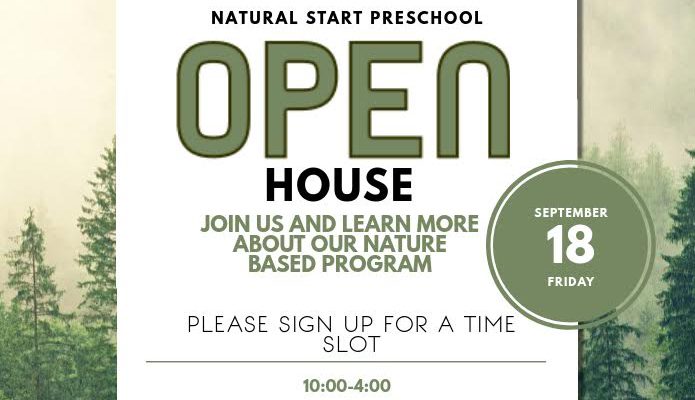 NATURAL START PRESCHOOL
OPEN
HOUSE
JOIN US AND LEARN MORE
ABOUT OUR NATURE
BASED PROGRAM
SEPTEMBER
18
FRIDAY
PLEASE SIGN UP FOR A TIME
SLOT
10:00-4:00